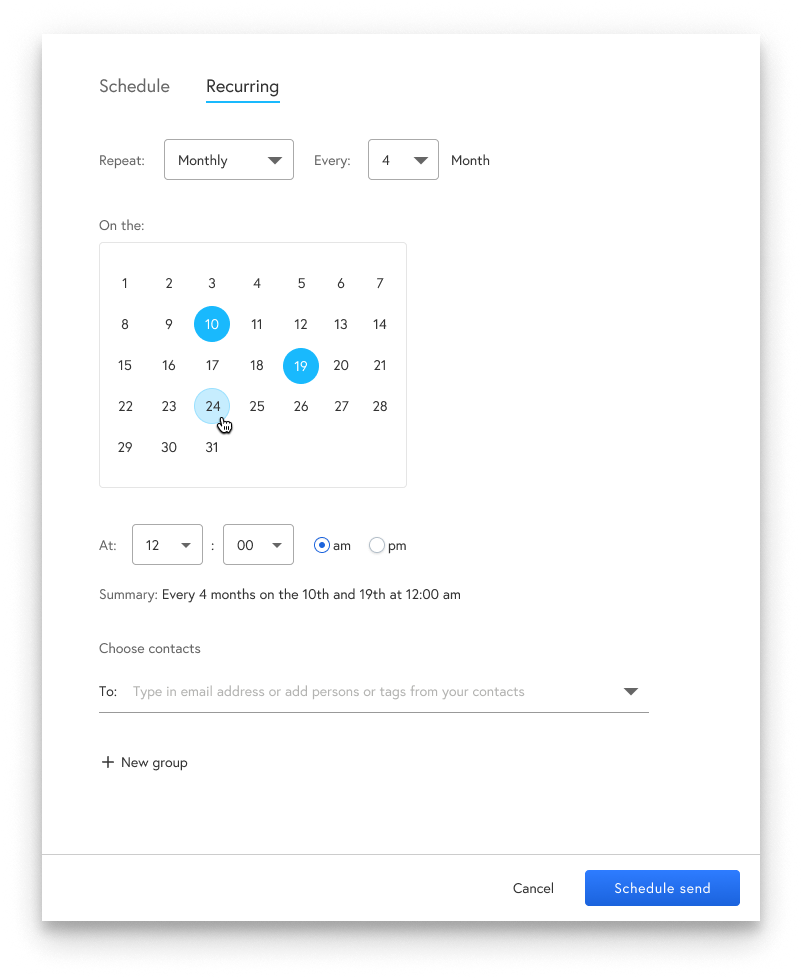 Schedule Recurring
Repeat: Monthly Every: 4 Month
On the:
1 2 3 4 5 6 7
8 9 10 11 12 13 14
15 16 17 18 19 20 21
22 23 24 25 26 27 28
29 30 31
At: 12 : 00 am pm
Summary: Every 4 months on the 10th and 19th at 12:00 am
Choose contacts
To: Type in email address or add persons or tags from your contacts
+ New group
Cancel Schedule send